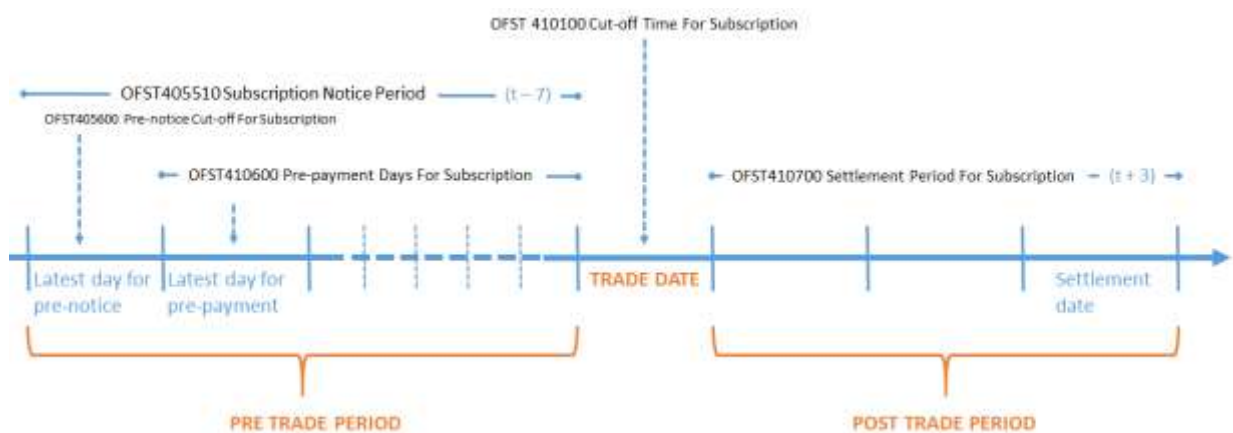 OFST 410100 Cut-off Time For Subscription
OFST405510 Subscription Notice Period (t – 7)
OFST405600 Pre-notice Cut-off For Subscription
OFST410600 Pre-payment Days For Subscription
OFST410700 Settlement Period For Subscription (t + 3)
Latest day for
pre-notice
Latest day for
pre-payment
TRADE DATE
Settlement
date
PRE TRADE PERIOD
POST TRADE PERIOD